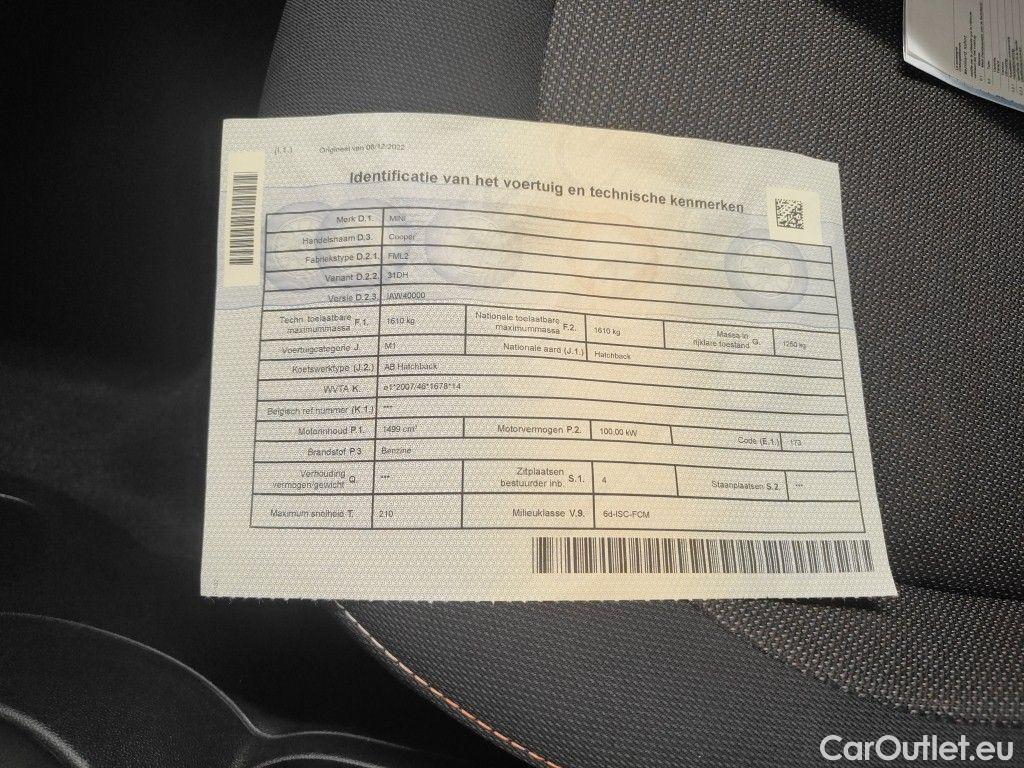 (I.1.) Origineel van 08/12/2022
Identificatie van het voertuig en technische kenmerken
Merk D.1. MINI
Handelsnaam D.3. Cooper
Fabriekstype D.2.1. FML2
Variant D.2.2. 31DH
Versie D.2.3. IAW40000
Techn. toelaatbare maximummassa F.1. 1610 kg Nationale toelaatbare maximummassa F.2. 1610 kg Massa in rijklare toestand G. 1250 kg
Voertuigcategorie J. M1 Nationale aard (J.1.) Hatchback
Koetswerktype (J.2.) AB Hatchback
WVTA K. e1*2007/46*1678*14
Belgisch ref.nummer (K.1.) ***
Motorinhoud P.1. 1499 cm³ Motorvermogen P.2. 100.00 kW Code (E.1.) 173
Brandstof P.3. Benzine
Verhouding vermogen/gewicht Q. *** Zitplaatsen bestuurder inb. S.1. 4 Staanplaatsen S.2. ***
Maximum snelheid T. 210 Milieuklasse V.9. 6d-ISC-FCM
CarOutlet.eu